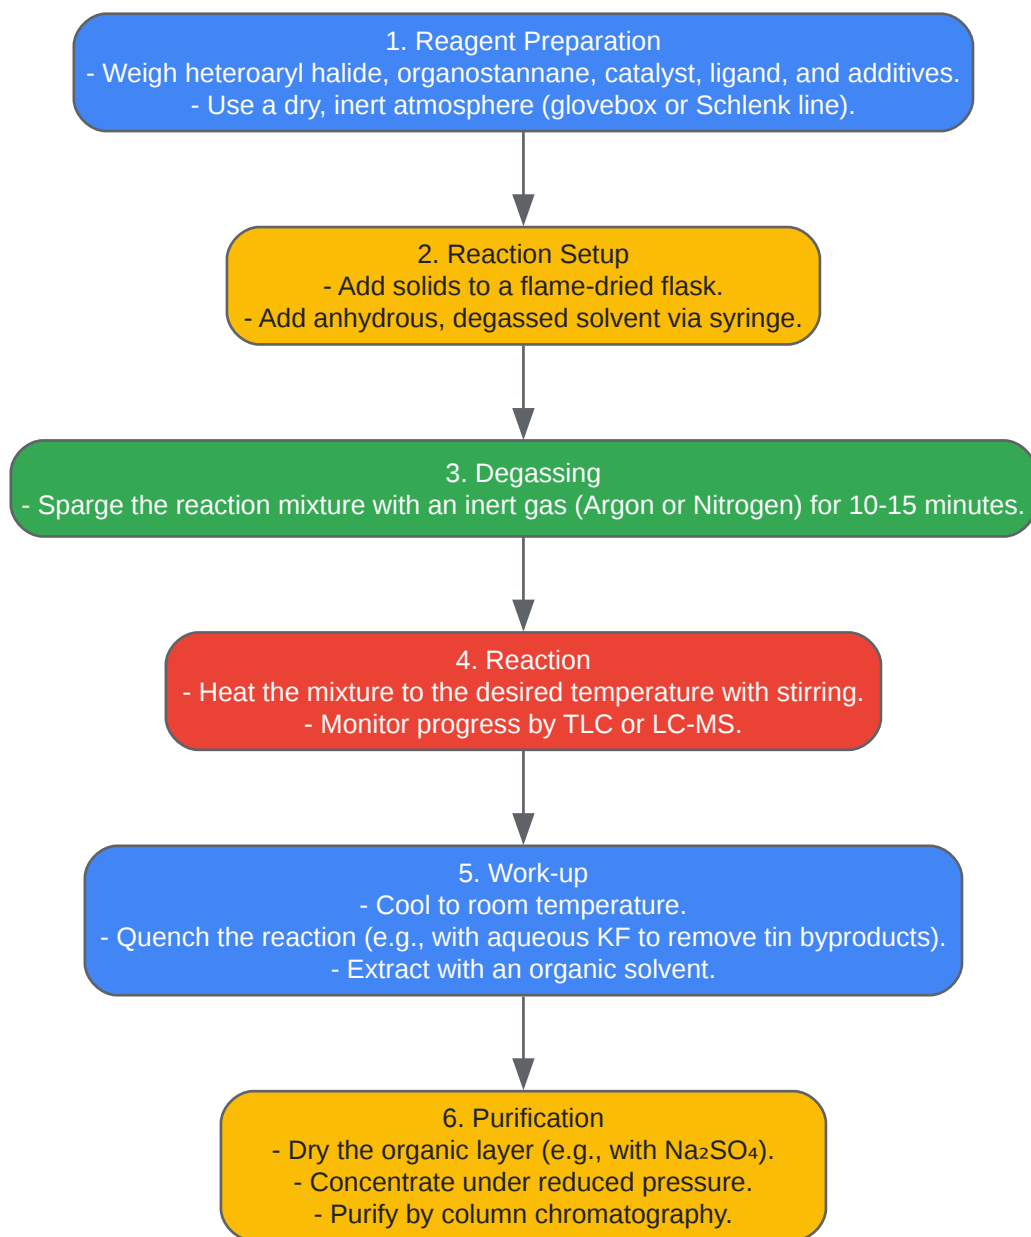 1. Reagent Preparation
- Weigh heteroaryl halide, organostannane, catalyst, ligand, and additives.
- Use a dry, inert atmosphere (glovebox or Schlenk line).
2. Reaction Setup
- Add solids to a flame-dried flask.
- Add anhydrous, degassed solvent via syringe.
3. Degassing
- Sparge the reaction mixture with an inert gas (Argon or Nitrogen) for 10-15 minutes.
4. Reaction
- Heat the mixture to the desired temperature with stirring.
- Monitor progress by TLC or LC-MS.
5. Work-up
- Cool to room temperature.
- Quench the reaction (e.g., with aqueous KF to remove tin byproducts).
- Extract with an organic solvent.
6. Purification
- Dry the organic layer (e.g., with Na₂SO₄).
- Concentrate under reduced pressure.
- Purify by column chromatography.